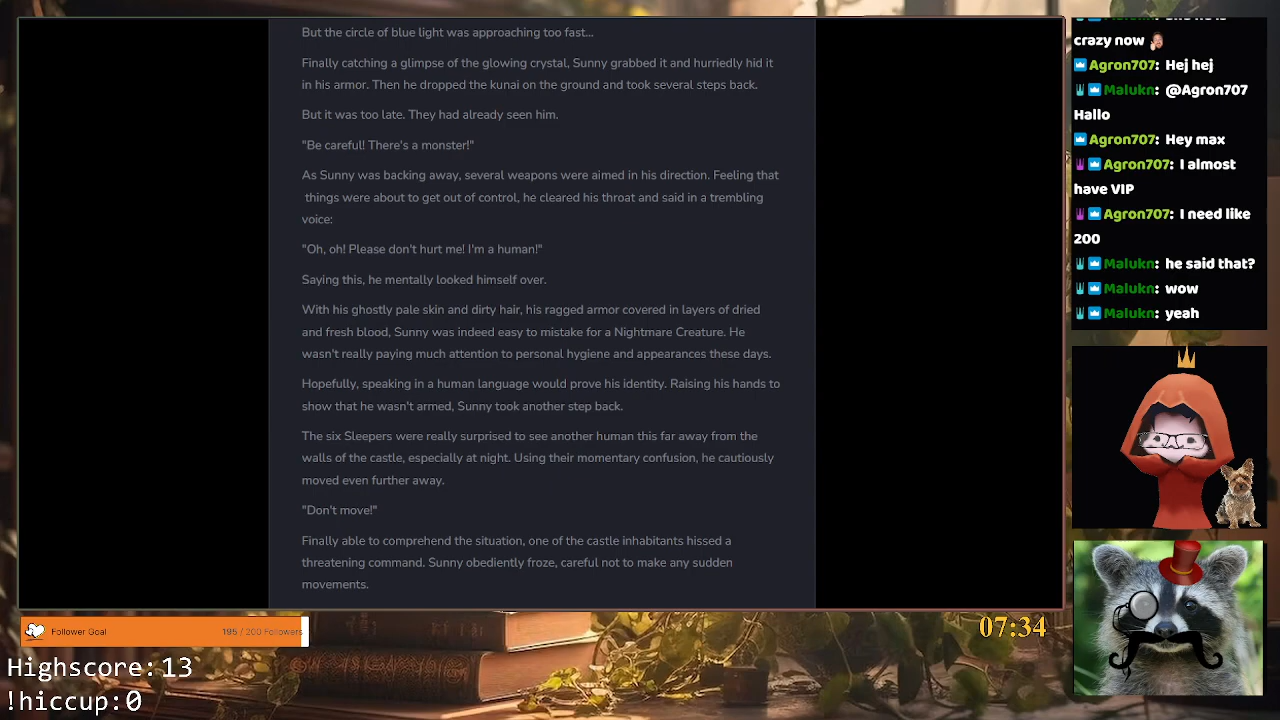 But the circle of blue light was approaching too fast...
Finally catching a glimpse of the glowing crystal, Sunny grabbed it and hurriedly hid it
in his armor. Then he dropped the kunai on the ground and took several steps back.
But it was too late. They had already seen him.
"Be careful! There's a monster!"
As Sunny was backing away, several weapons were aimed in his direction. Feeling that
things were about to get out of control, he cleared his throat and said in a trembling
voice:
"Oh, oh! Please don't hurt me! I'm a human!"
Saying this, he mentally looked himself over.
With his ghostly pale skin and dirty hair, his ragged armor covered in layers of dried
and fresh blood, Sunny was indeed easy to mistake for a Nightmare Creature. He
wasn't really paying much attention to personal hygiene and appearances these days.
Hopefully, speaking in a human language would prove his identity. Raising his hands to
show that he wasn't armed, Sunny took another step back.
The six Sleepers were really surprised to see another human this far away from the
walls of the castle, especially at night. Using their momentary confusion, he cautiously
moved even further away.
"Don't move!"
Finally able to comprehend the situation, one of the castle inhabitants hissed a
threatening command. Sunny obediently froze, careful not to make any sudden
movements.
crazy now
Agron707: Hej hej
Malukn: @Agron707
Hallo
Agron707: Hey max
Agron707: I almost
have VIP
Agron707: I need like
200
Malukn: he said that?
Malukn: wow
Malukn: yeah
Follower Goal
195 / 200 Followers
07:34
Highscore:13
!hiccup:0